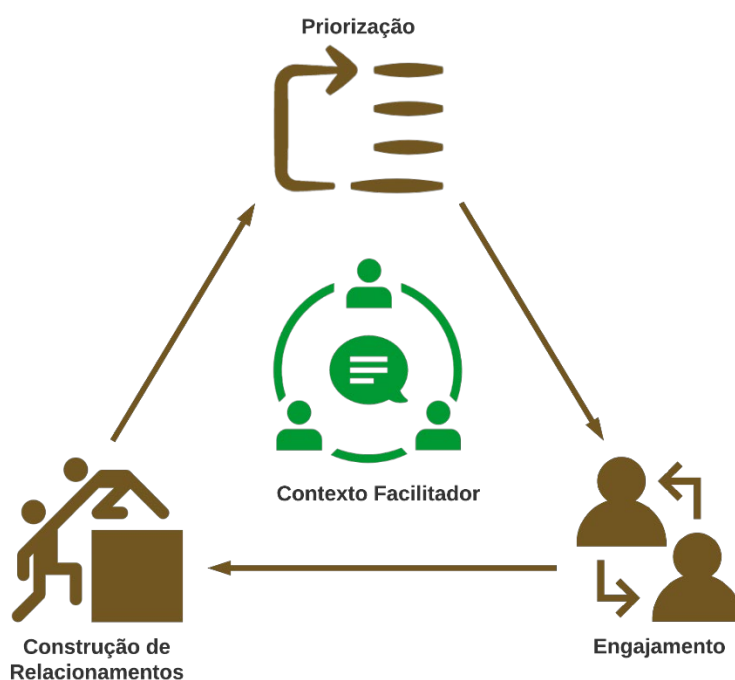 Priorização
Contexto Facilitador
Construção de
Relacionamentos
Engajamento